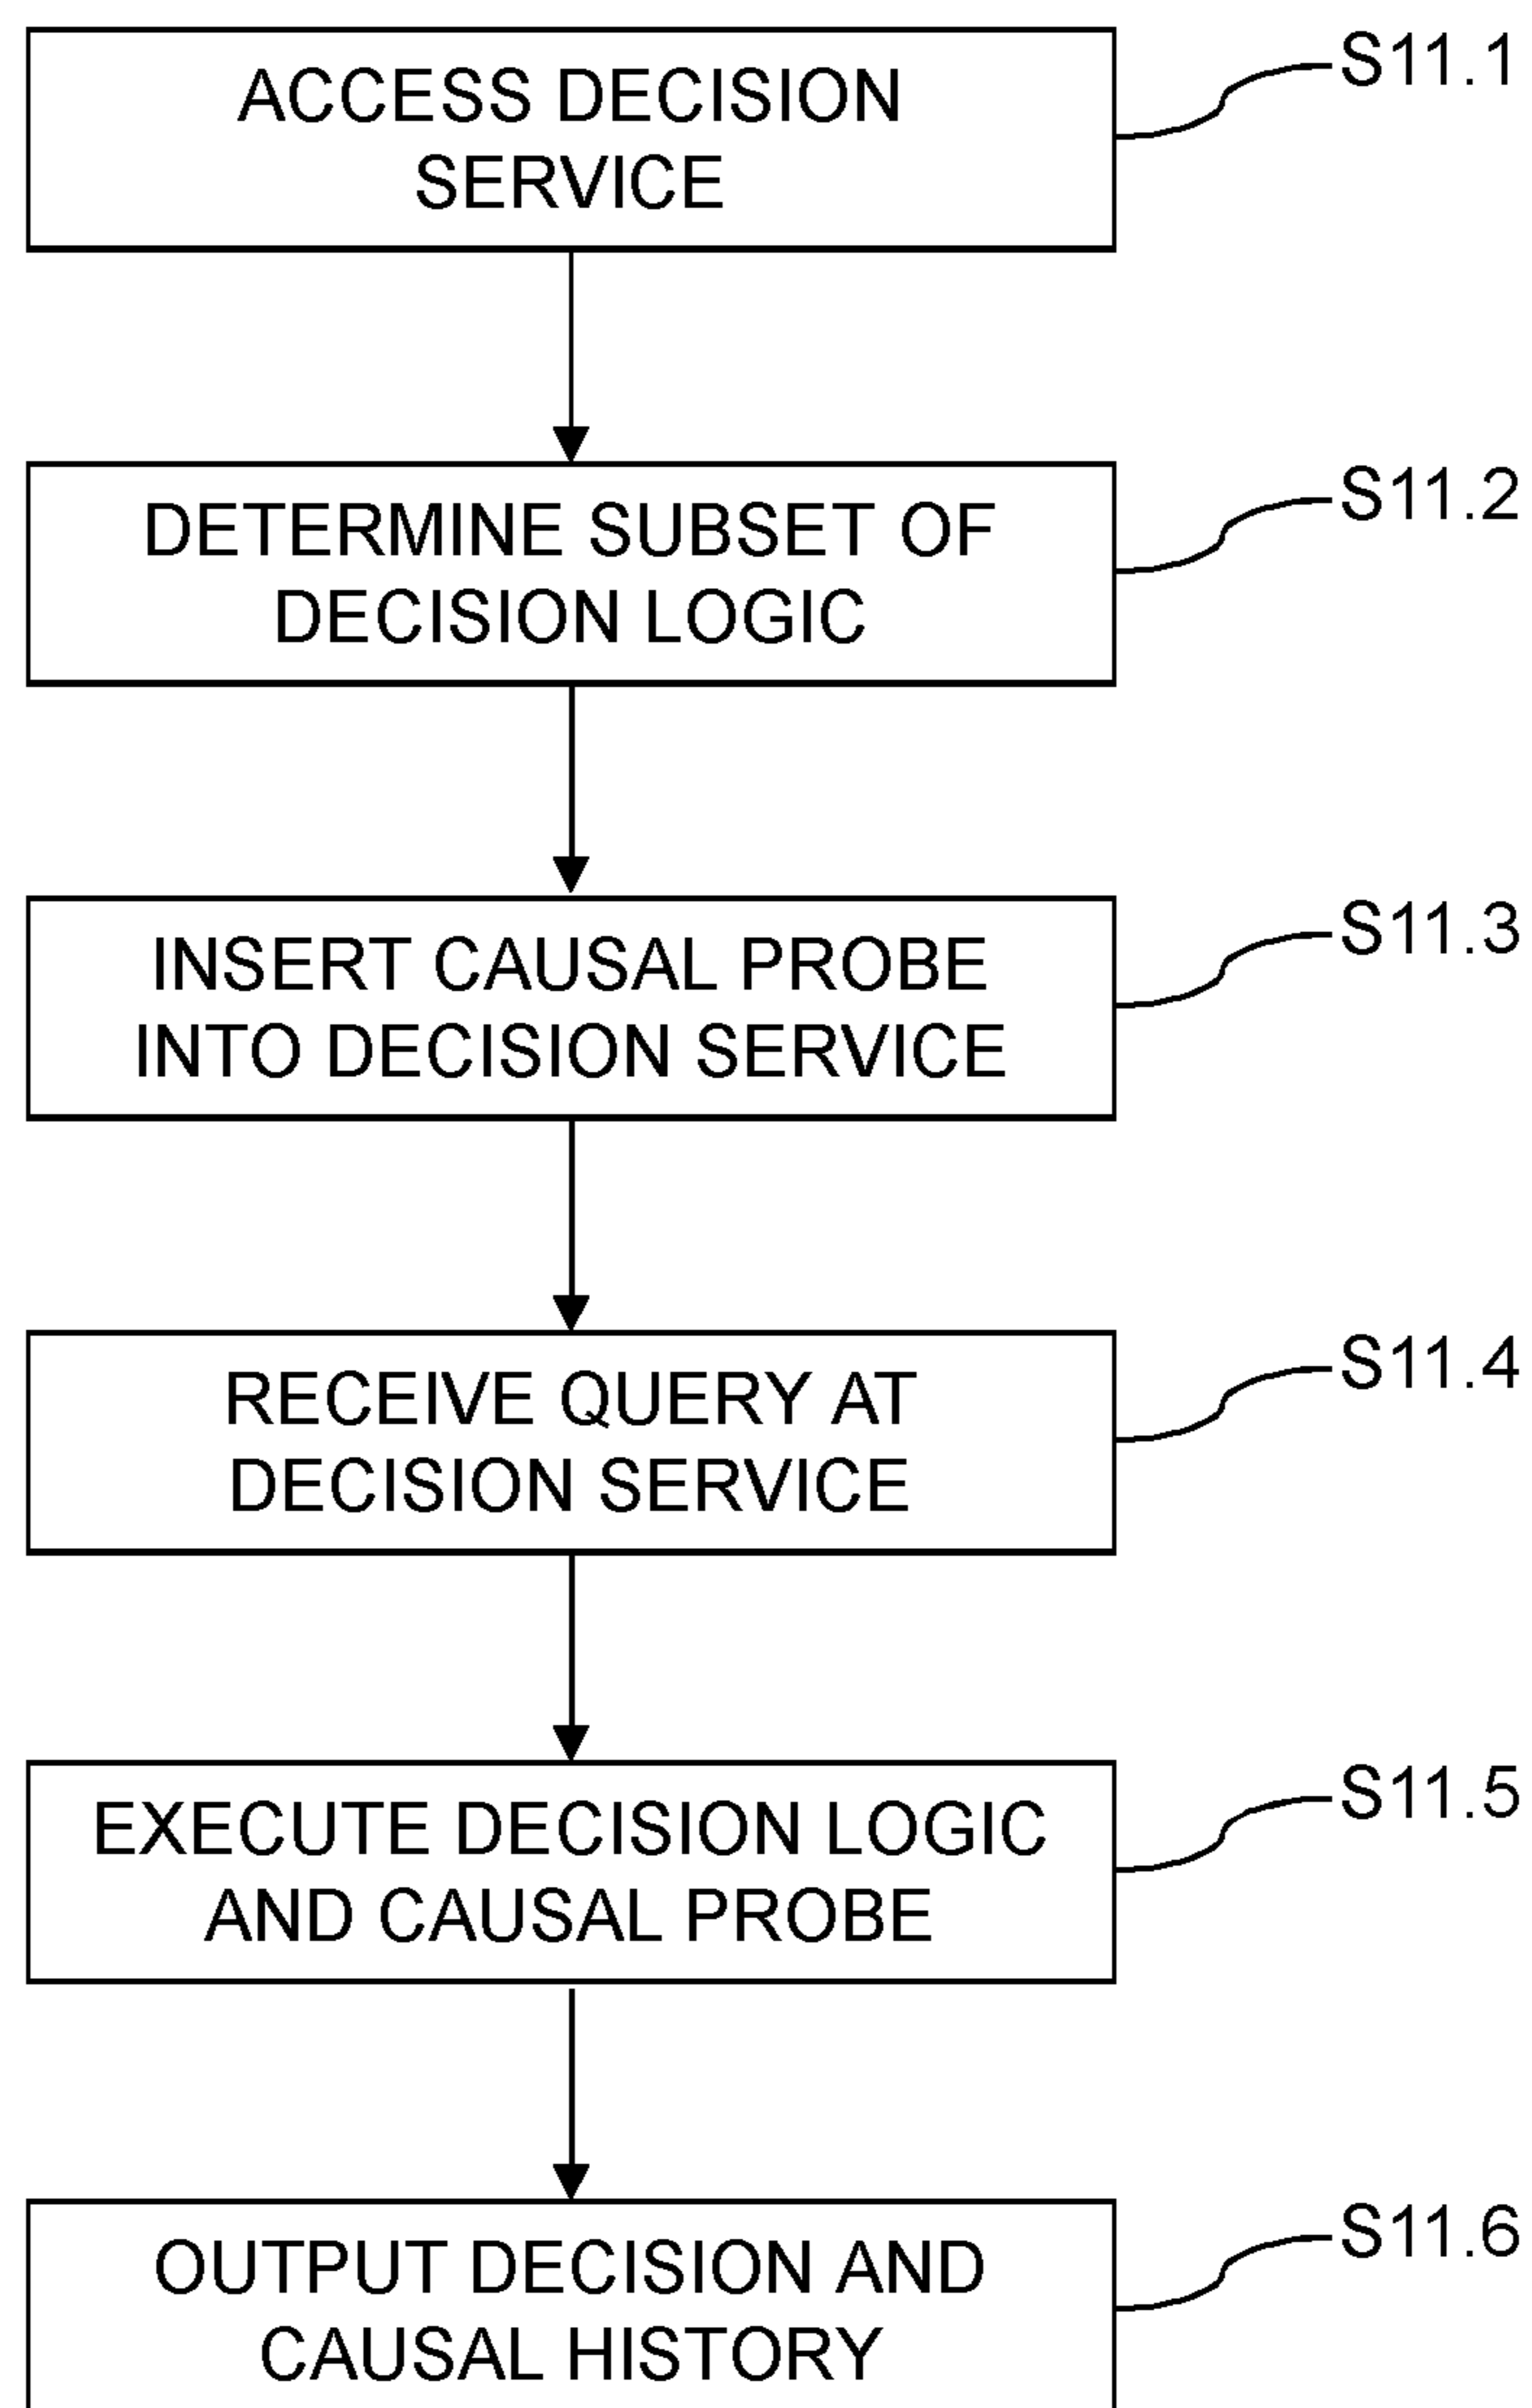 ACCESS DECISION
SERVICE
S11.1
DETERMINE SUBSET OF
DECISION LOGIC
S11.2
INSERT CAUSAL PROBE
INTO DECISION SERVICE
S11.3
RECEIVE QUERY AT
DECISION SERVICE
S11.4
EXECUTE DECISION LOGIC
AND CAUSAL PROBE
S11.5
OUTPUT DECISION AND
CAUSAL HISTORY
S11.6